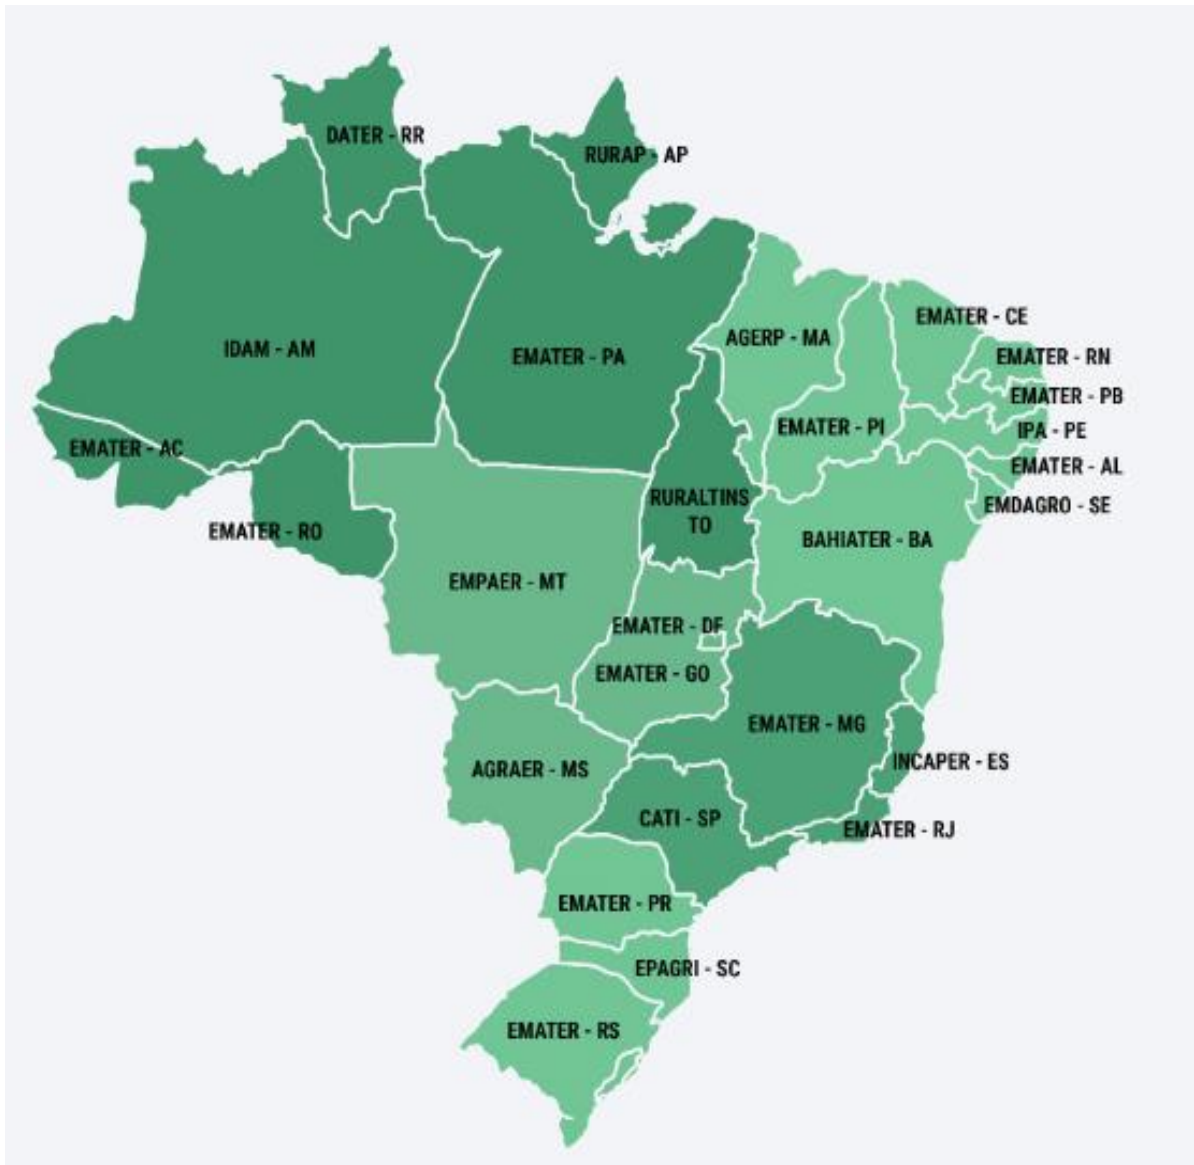 DATER - RR
RURAP - AP
EMATER - CE
AGERP - MA
IDAM - AM
EMATER - PA
EMATER - RN
EMATER - PB
EMATER - PI
IPA - PE
EMATER - AC
EMATER - AL
RURALTINS
TO
EMDAGRO - SE
EMATER - RO
BAHIATER - BA
EMPAER - MT
EMATER - DF
EMATER - GO
EMATER - MG
INCAPER - ES
AGRAER - MS
CATI - SP
EMATER - RJ
EMATER - PR
EPAGRI - SC
EMATER - RS